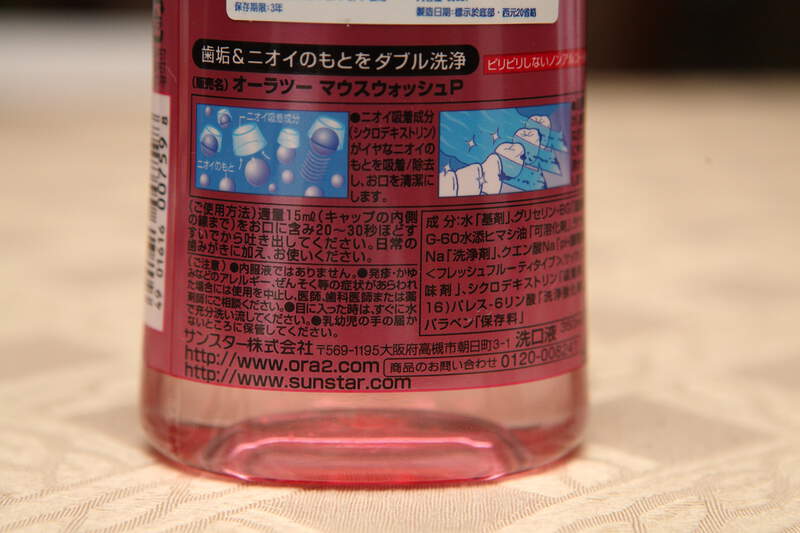 保存期限:3年
製造日期:標示於底部・西元20省略
歯垢&ニオイのもとをダブル洗浄
ピリピリしないノンアル
(販売名) オーラツー マウスウォッシュP
ニオイ吸着成分
ニオイのもと
●ニオイ吸着成分
(シクロデキストリン)
がイヤなニオイの
もとを吸着/除去
し、お口を清潔に
します。
〈ご使用方法〉適量15mℓ(キャップの内側
の線まで)をお口に含み20〜30秒ほどす
すいでから吐き出してください。日常の
歯みがきに加え、お使いください。
〈ご注意〉●内服液ではありません。●発疹・かゆ
みなどのアレルギー、ぜんそく等の症状があらわれ
た場合には使用を中止し、医師、歯科医師または薬
剤師にご相談ください。●目に入った時は、すぐに水
で充分洗い流してください。●乳幼児の手の届か
ないところに保管してください。
成分:水「基剤」、グリセリン・BG
G-60水添ヒマシ油「可溶化剤」
Na「洗浄剤」、クエン酸Na
<フレッシュフルーティタイプ>
味剤」、シクロデキストリン
16)パレス-6リン酸
パラベン「保存料」
サンスター株式会社 〒569-1195大阪府高槻市朝日町3-1 洗口液
http://www.ora2.com 商品のお問い合わせ 0120-008241
http://www.sunstar.com